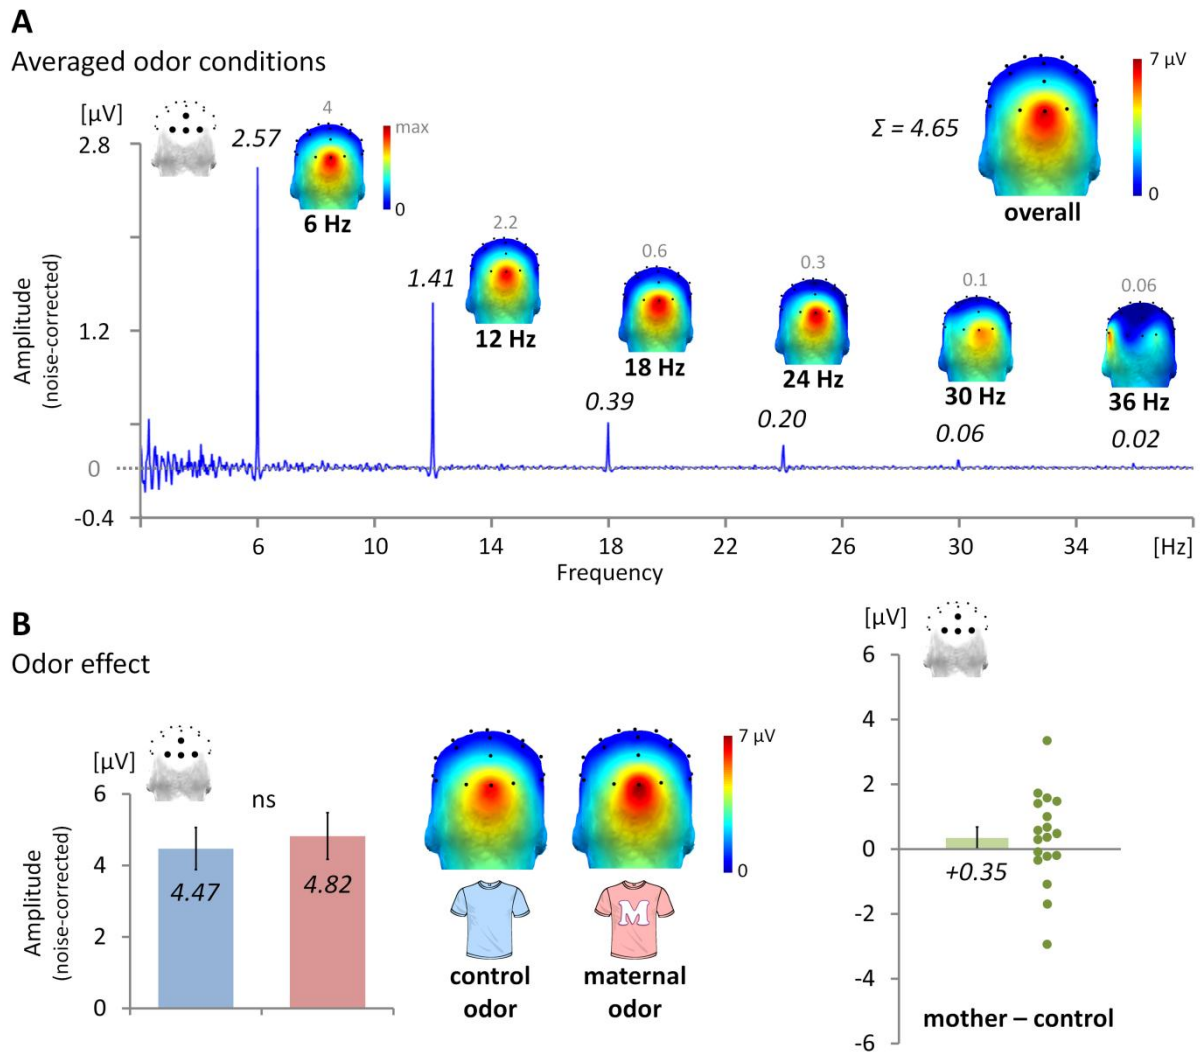 A
Averaged odor conditions
[µV]
2.8
1.2
0
-0.4
Amplitude
(noise-corrected)
2.57
4
max
0
6 Hz
1.41
2.2
12 Hz
0.39
0.6
18 Hz
0.20
0.3
24 Hz
0.06
0.1
30 Hz
0.02
0.06
36 Hz
Σ = 4.65
7 µV
0
overall
6 10 14 18 22 26 30 34 [Hz]
Frequency
B
Odor effect
[µV]
6
4
2
0
Amplitude
(noise-corrected)
ns
4.47
4.82
7 µV
0
M
control
odor
maternal
odor
[µV]
6
4
2
0
-2
-4
-6
+0.35
mother – control